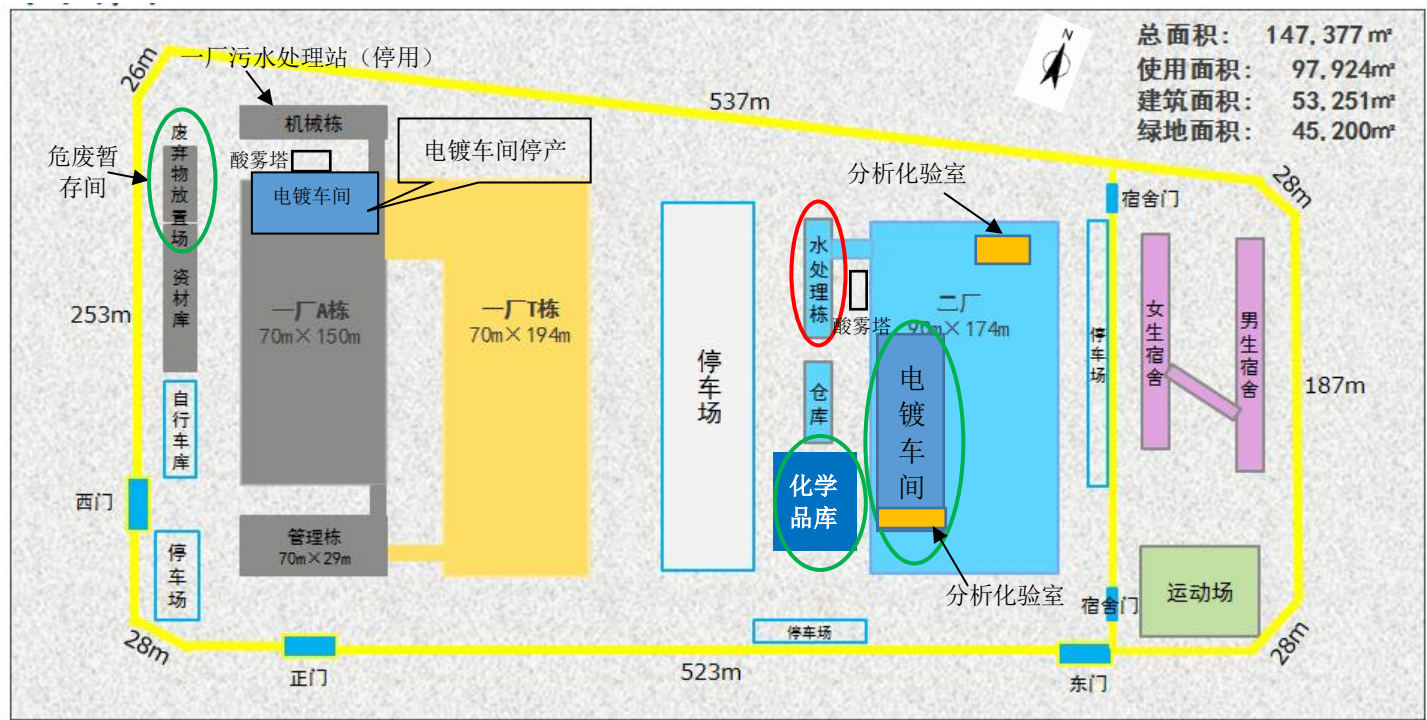 总面积： 147,377㎡
使用面积： 97,924㎡
建筑面积： 53,251㎡
绿地面积： 45,200㎡
N
26m
一厂污水处理站（停用）
537m
28m
机械栋
电镀车间停产
酸雾塔
电镀车间
危废暂
存间
废弃物放置场
资材库
253m
一厂A栋
70m×150m
一厂T栋
70m×194m
停车场
水处理栋
酸雾塔
分析化验室
二厂
90m×174m
宿舍门
停车场
女生宿舍
男生宿舍
187m
自行车库
仓库
电镀车间
化学
品库
西门
管理栋
70m×29m
停车场
分析化验室
宿舍门
运动场
28m
正门
停车场
523m
东门
28m